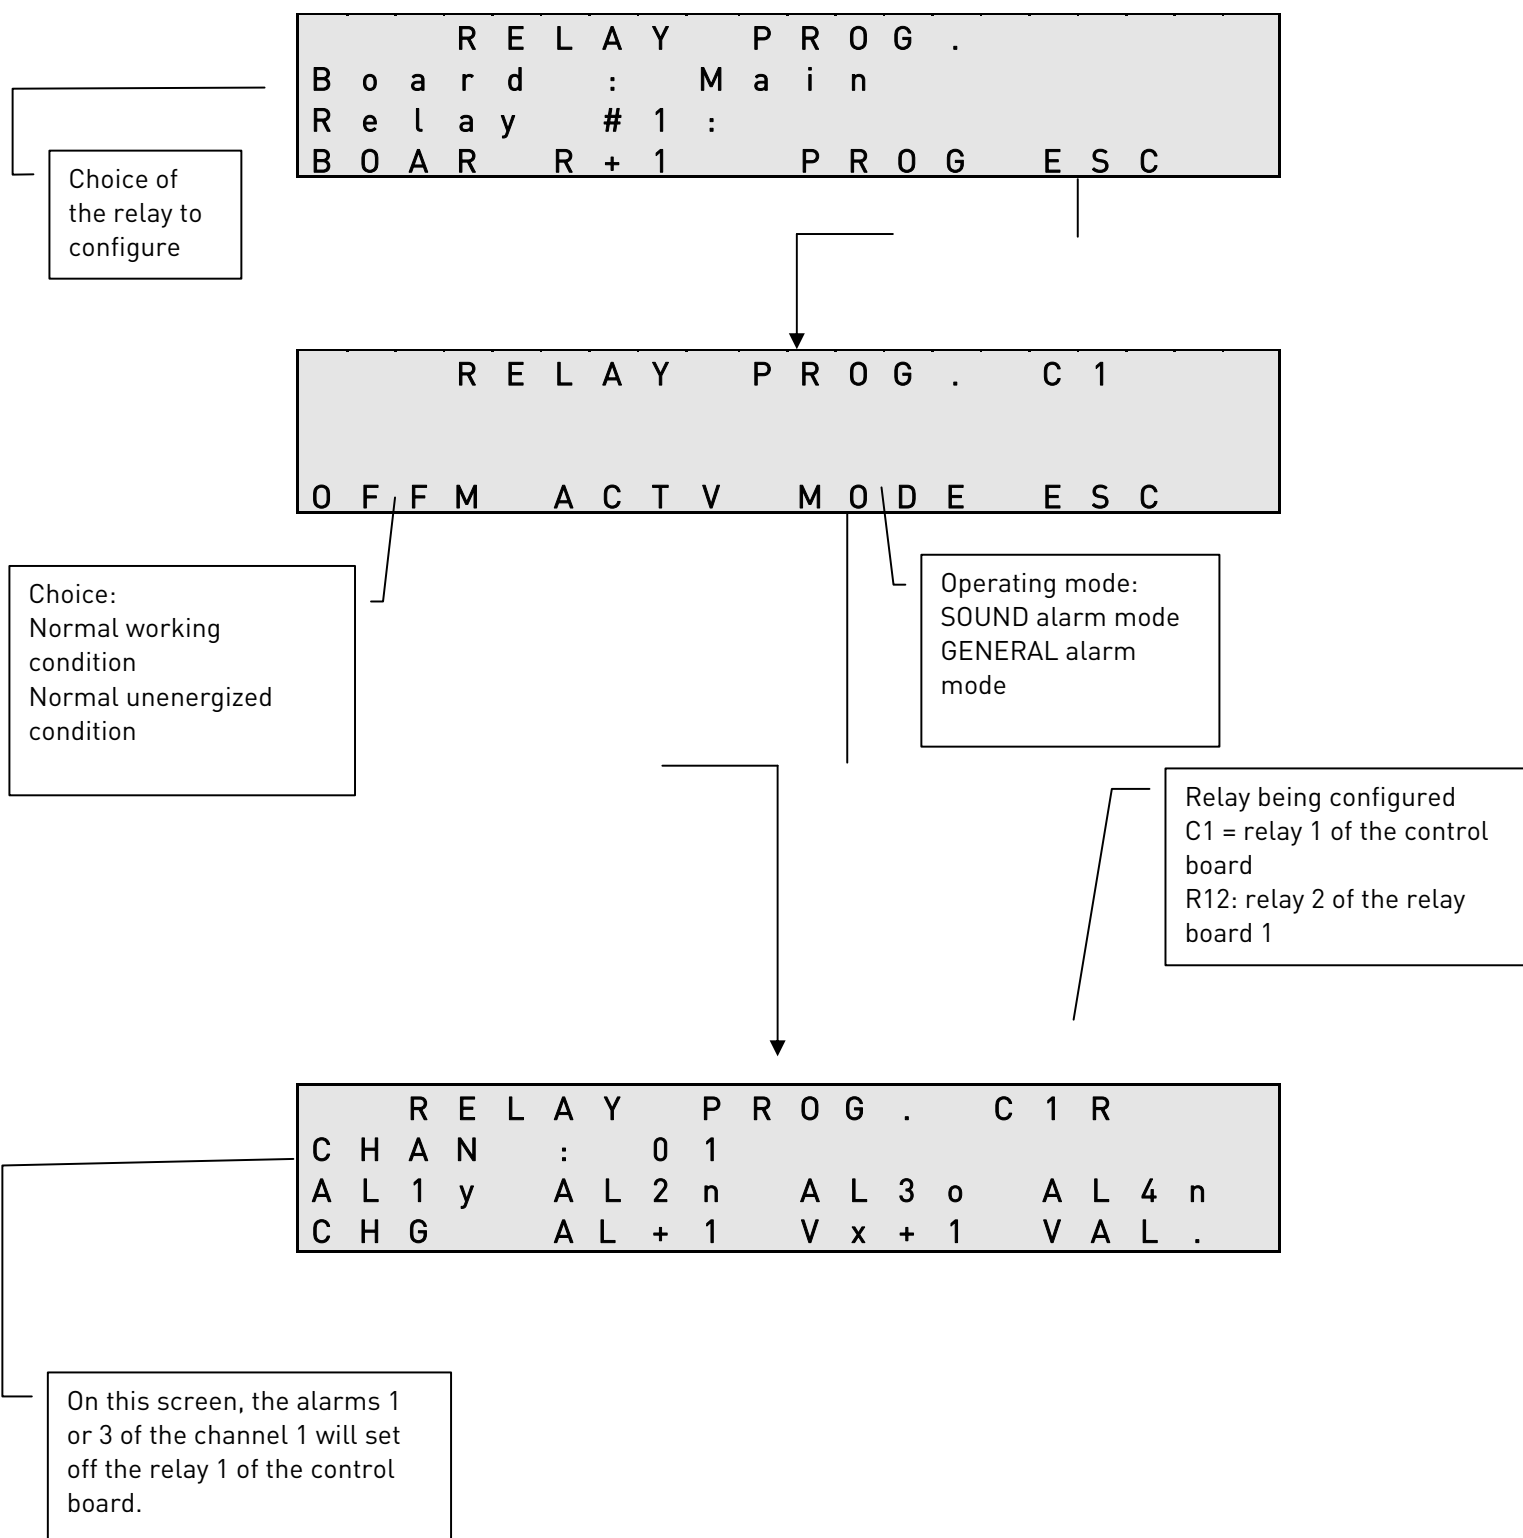 RELAY PROG.
Board : Main
Relay #1:
BOAR R+1 PROG ESC
Choice of
the relay to
configure
RELAY PROG. C1
OFFM ACTV MODE ESC
Choice:
Normal working
condition
Normal unenergized
condition
Operating mode:
SOUND alarm mode
GENERAL alarm
mode
Relay being configured
C1 = relay 1 of the control
board
R12: relay 2 of the relay
board 1
RELAY PROG. C1R
CHAN : 01
AL1y AL2n AL3o AL4n
CHG AL+1 Vx+1 VAL.
On this screen, the alarms 1
or 3 of the channel 1 will set
off the relay 1 of the control
board.